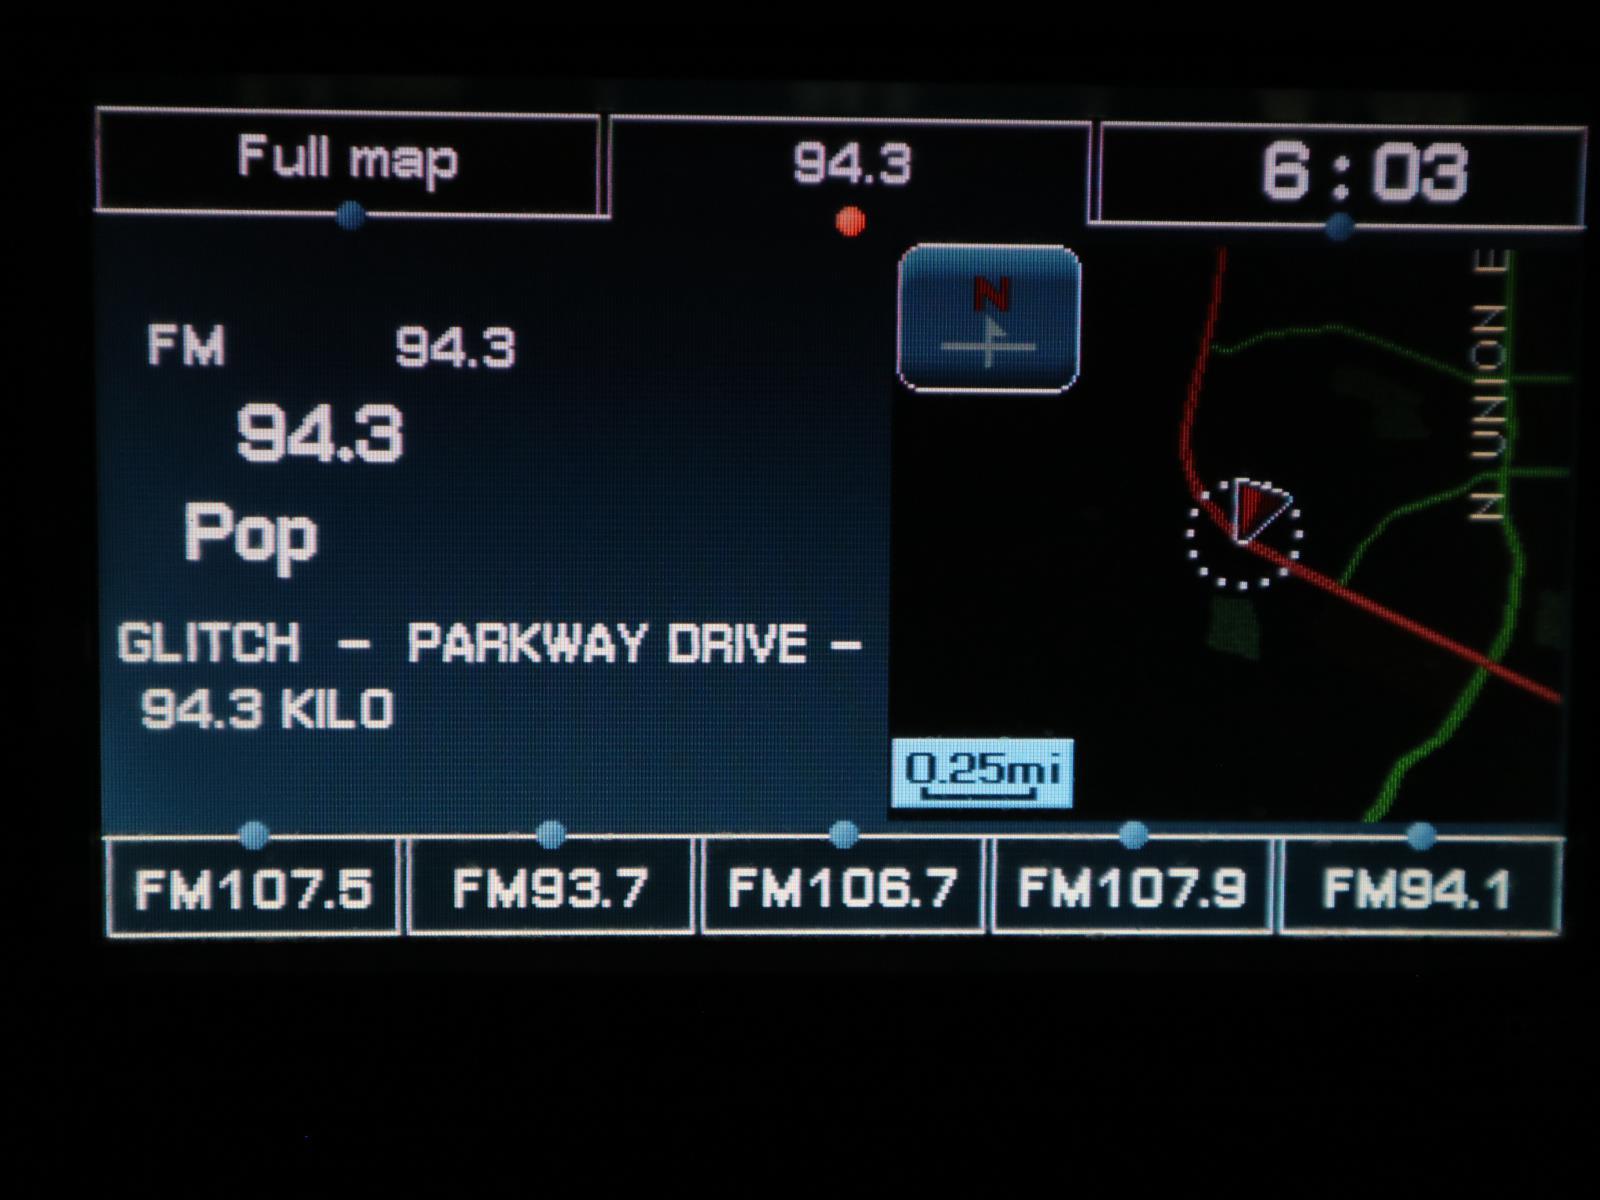 Full map
94.3
6:03
FM 94.3
94.3
Pop
GLITCH - PARKWAY DRIVE -
94.3 KILO
N
N UNION E
0.25mi
FM107.5
FM93.7
FM106.7
FM107.9
FM94.1